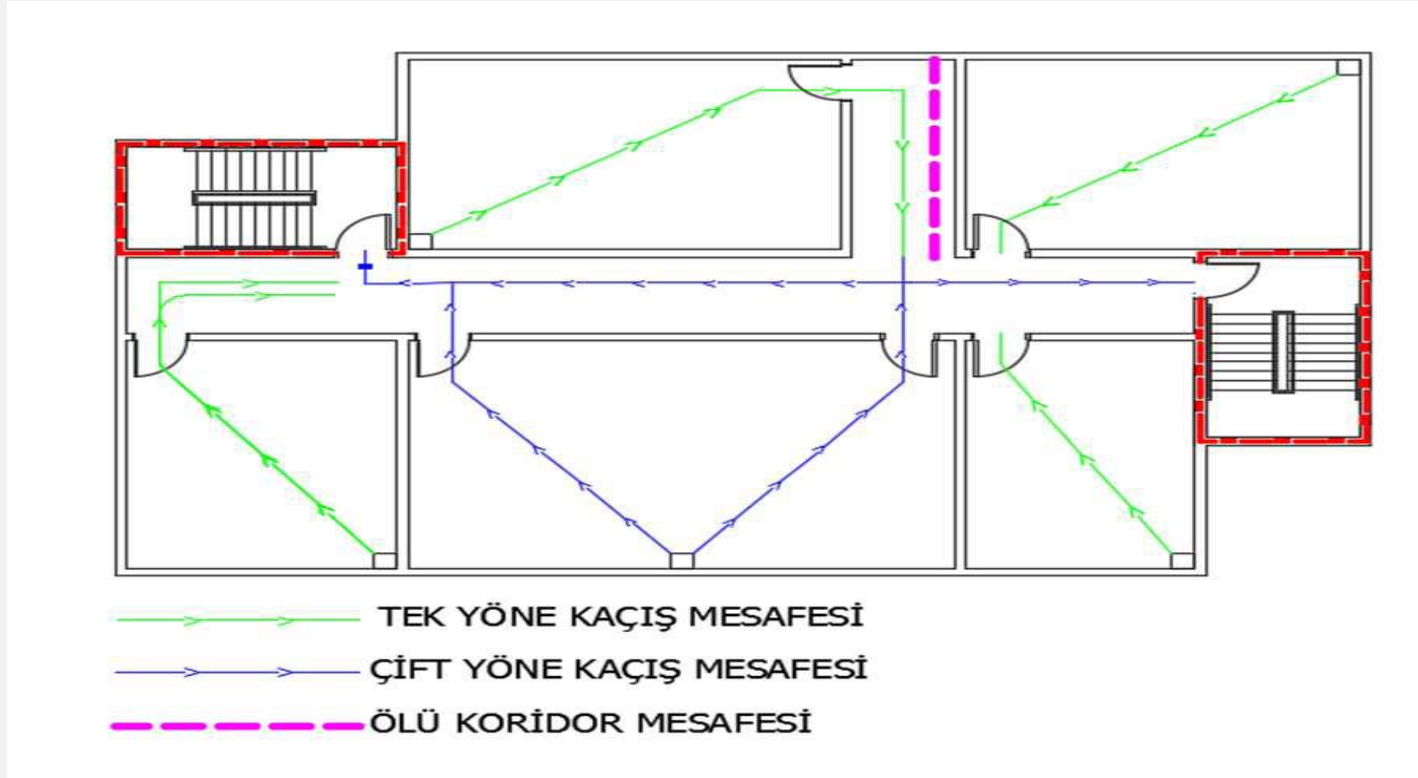 TEK YÖNE KAÇIŞ MESAFESİ
ÇİFT YÖNE KAÇIŞ MESAFESİ
ÖLÜ KORİDOR MESAFESİ